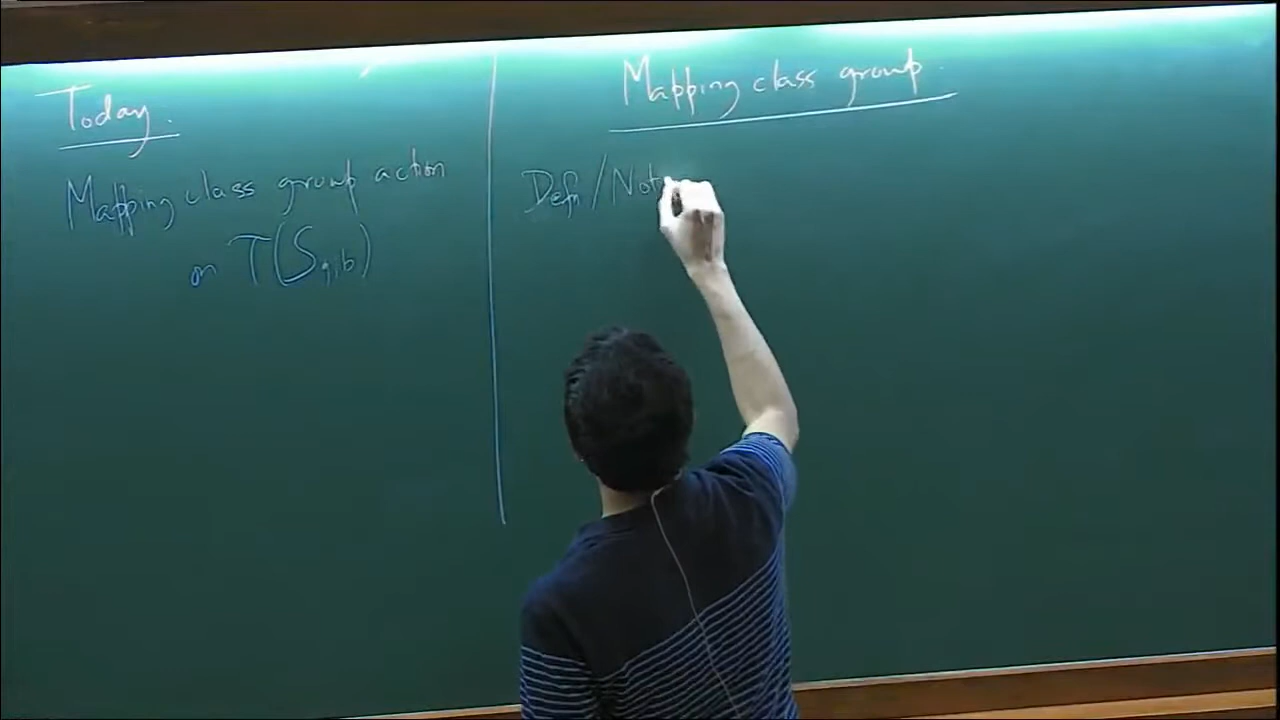 Today.
Mapping class group action
on T(S_{g,b})
Mapping class group.
Defn/Not